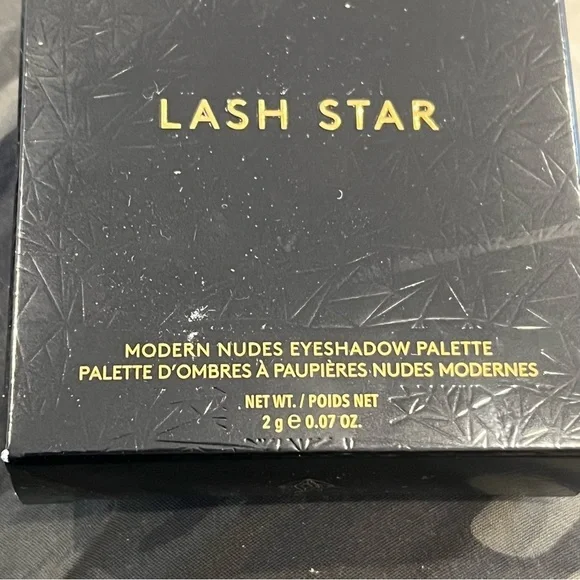 LASH STAR
MODERN NUDES EYESHADOW PALETTE
PALETTE D'OMBRES À PAUPIÈRES NUDES MODERNES
NET WT. / POIDS NET
2 g ℮ 0.07 OZ.